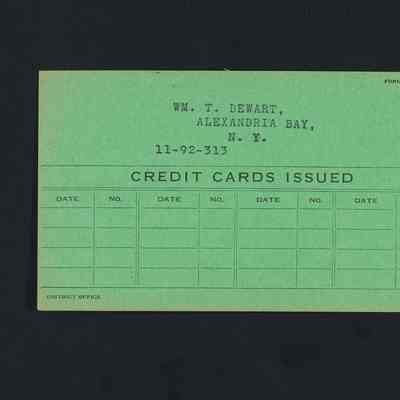 FORM
WM. T. DEWART,
ALEXANDRIA BAY,
N. Y.
11-92-313
CREDIT CARDS ISSUED
DATE NO. DATE NO. DATE NO. DATE
DISTRICT OFFICE